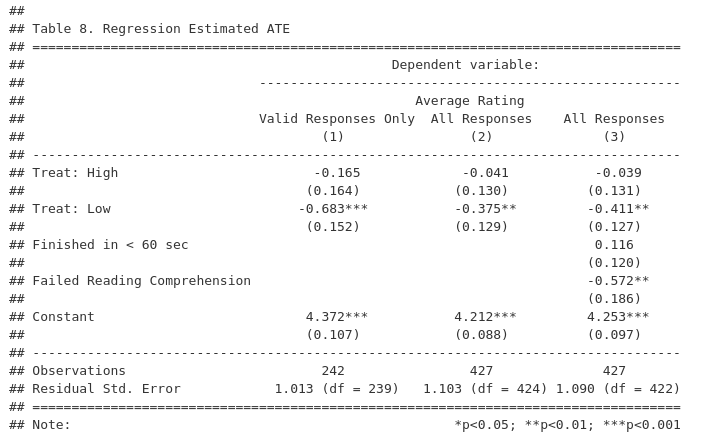 ##
## Table 8. Regression Estimated ATE
## ===================================================================================
##                                               Dependent variable:
##                              ------------------------------------------------------
##                                                  Average Rating
##                              Valid Responses Only  All Responses    All Responses
##                                      (1)                (2)              (3)
## -----------------------------------------------------------------------------------
## Treat: High                         -0.165             -0.041           -0.039
##                                    (0.164)            (0.130)          (0.131)
## Treat: Low                        -0.683***           -0.375**         -0.411**
##                                    (0.152)            (0.129)          (0.127)
## Finished in < 60 sec                                                    0.116
##                                                                        (0.120)
## Failed Reading Comprehension                                           -0.572**
##                                                                        (0.186)
## Constant                           4.372***           4.212***         4.253***
##                                    (0.107)            (0.088)          (0.097)
## -----------------------------------------------------------------------------------
## Observations                         242                427              427
## Residual Std. Error            1.013 (df = 239)   1.103 (df = 424) 1.090 (df = 422)
## ===================================================================================
## Note:                                                 *p<0.05; **p<0.01; ***p<0.001